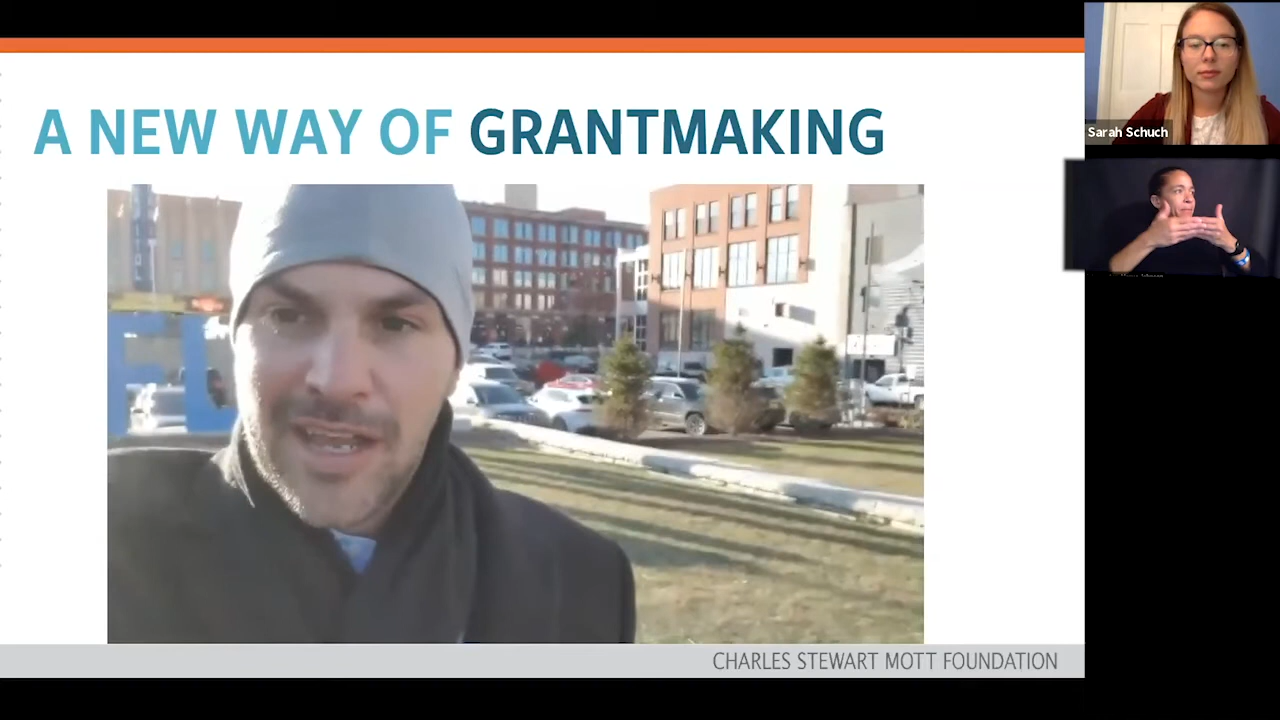 A NEW WAY OF GRANTMAKING
Sarah Schuch
CHARLES STEWART MOTT FOUNDATION